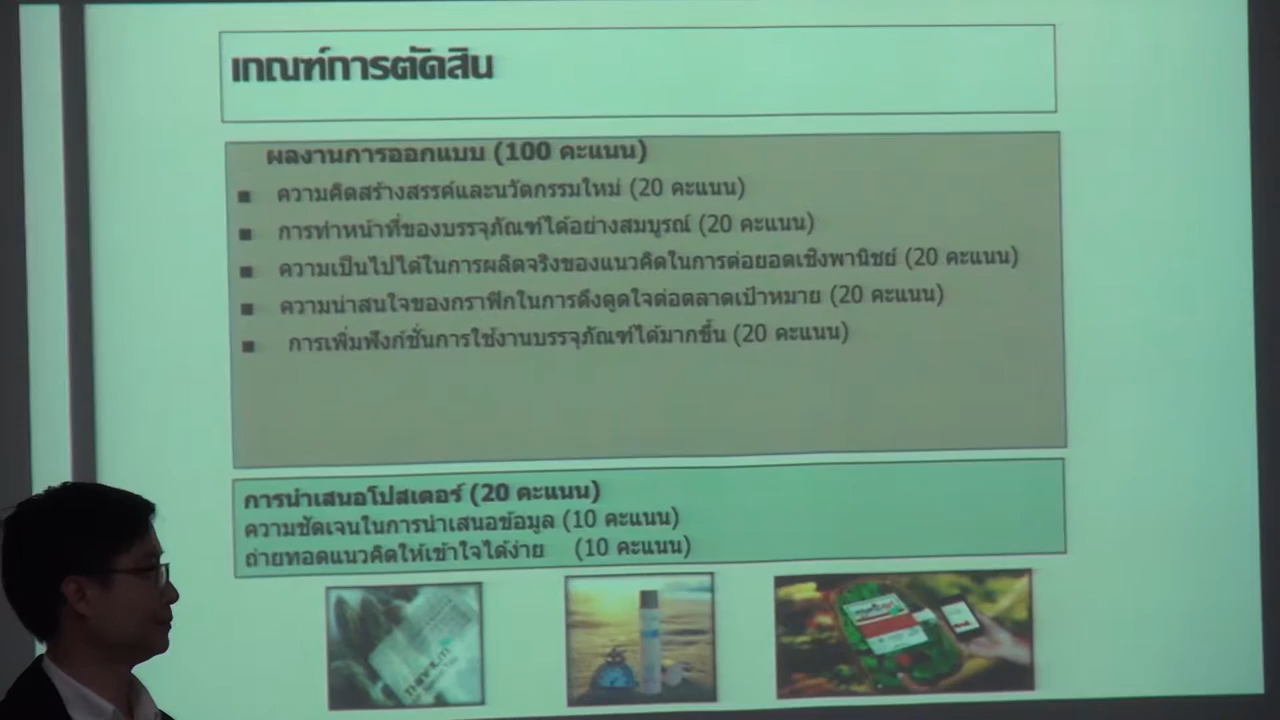 เกณฑ์การตัดสิน
ผลงานการออกแบบ (100 คะแนน)
■ ความคิดสร้างสรรค์และนวัตกรรมใหม่ (20 คะแนน)
■ การทำหน้าที่ของบรรจุภัณฑ์ได้อย่างสมบูรณ์ (20 คะแนน)
■ ความเป็นไปได้ในการผลิตจริงของแนวคิดในการต่อยอดเชิงพานิชย์ (20 คะแนน)
■ ความน่าสนใจของกราฟิกในการดึงดูดใจต่อตลาดเป้าหมาย (20 คะแนน)
■ การเพิ่มฟังก์ชั่นการใช้งานบรรจุภัณฑ์ได้มากขึ้น (20 คะแนน)
การนำเสนอโปสเตอร์ (20 คะแนน)
ความชัดเจนในการนำเสนอข้อมูล (10 คะแนน)
ถ่ายทอดแนวคิดให้เข้าใจได้ง่าย (10 คะแนน)